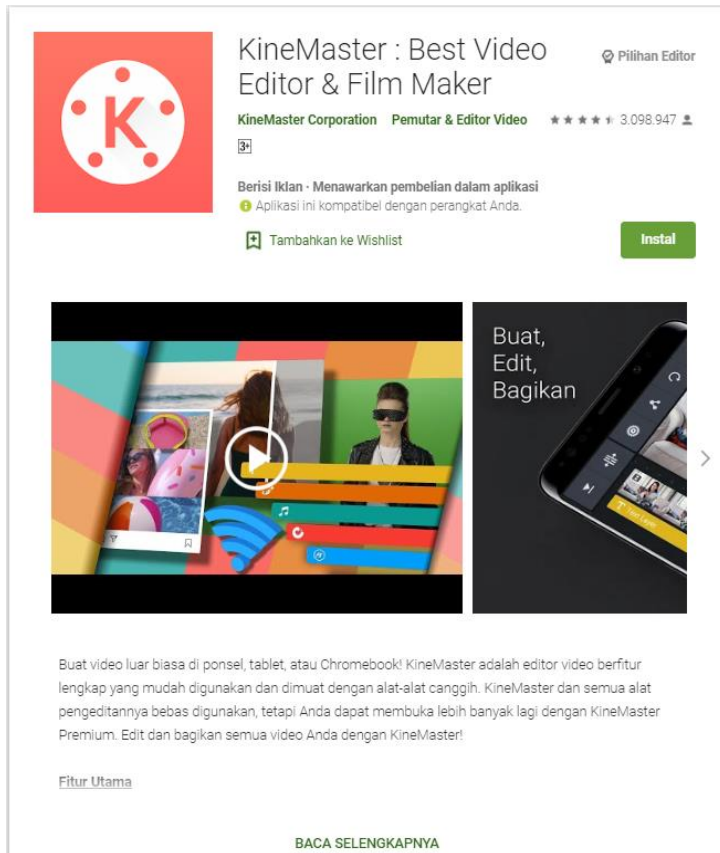 K
KineMaster : Best Video
Editor & Film Maker
Pilihan Editor
KineMaster Corporation Pemutar & Editor Video 3.098.947
3+
Berisi Iklan · Menawarkan pembelian dalam aplikasi
Aplikasi ini kompatibel dengan perangkat Anda.
Tambahkan ke Wishlist
Instal
Buat,
Edit,
Bagikan
T Text Layer
Buat video luar biasa di ponsel, tablet, atau Chromebook! KineMaster adalah editor video berfitur
lengkap yang mudah digunakan dan dimuat dengan alat-alat canggih. KineMaster dan semua alat
pengeditannya bebas digunakan, tetapi Anda dapat membuka lebih banyak lagi dengan KineMaster
Premium. Edit dan bagikan semua video Anda dengan KineMaster!
Fitur Utama
BACA SELENGKAPNYA